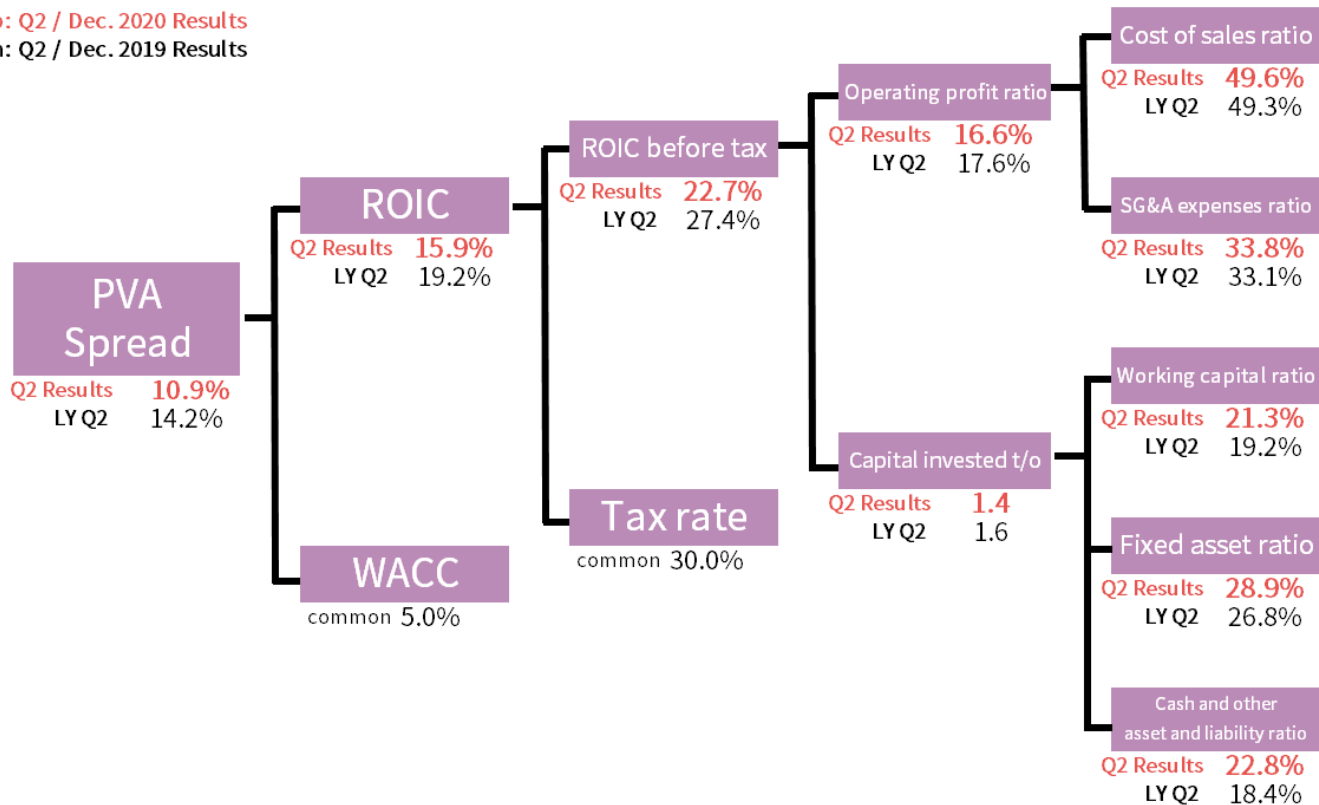 Q2 / Dec. 2020 Results
Q2 / Dec. 2019 Results
PVA
Spread
Q2 Results 10.9%
LY Q2 14.2%
ROIC
Q2 Results 15.9%
LY Q2 19.2%
WACC
common 5.0%
ROIC before tax
Q2 Results 22.7%
LY Q2 27.4%
Tax rate
common 30.0%
Operating profit ratio
Q2 Results 16.6%
LY Q2 17.6%
Capital invested t/o
Q2 Results 1.4
LY Q2 1.6
Cost of sales ratio
Q2 Results 49.6%
LY Q2 49.3%
SG&A expenses ratio
Q2 Results 33.8%
LY Q2 33.1%
Working capital ratio
Q2 Results 21.3%
LY Q2 19.2%
Fixed asset ratio
Q2 Results 28.9%
LY Q2 26.8%
Cash and other
asset and liability ratio
Q2 Results 22.8%
LY Q2 18.4%